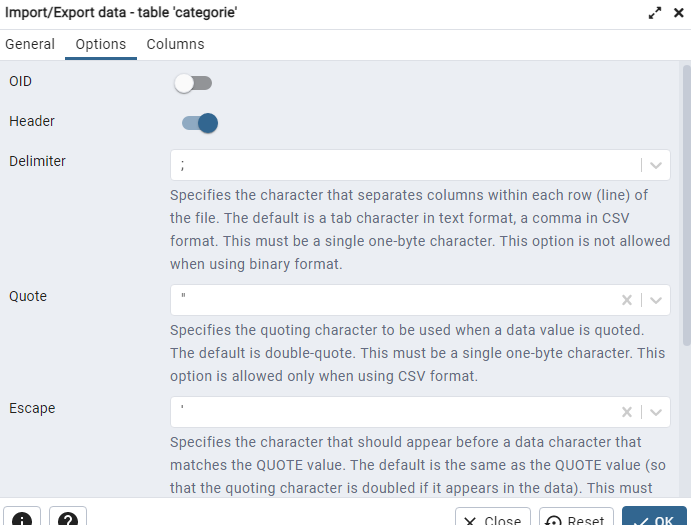 Import/Export data - table 'categorie'
General Options Columns
OID
Header
Delimiter
;
Specifies the character that separates columns within each row (line) of
the file. The default is a tab character in text format, a comma in CSV
format. This must be a single one-byte character. This option is not allowed
when using binary format.
Quote
"
Specifies the quoting character to be used when a data value is quoted.
The default is double-quote. This must be a single one-byte character. This
option is allowed only when using CSV format.
Escape
'
Specifies the character that should appear before a data character that
matches the QUOTE value. The default is the same as the QUOTE value (so
that the quoting character is doubled if it appears in the data). This must
Close Reset OK